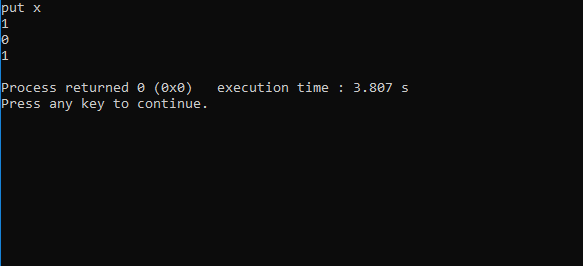 put x
1
0
1
Process returned 0 (0x0)   execution time : 3.807 s
Press any key to continue.